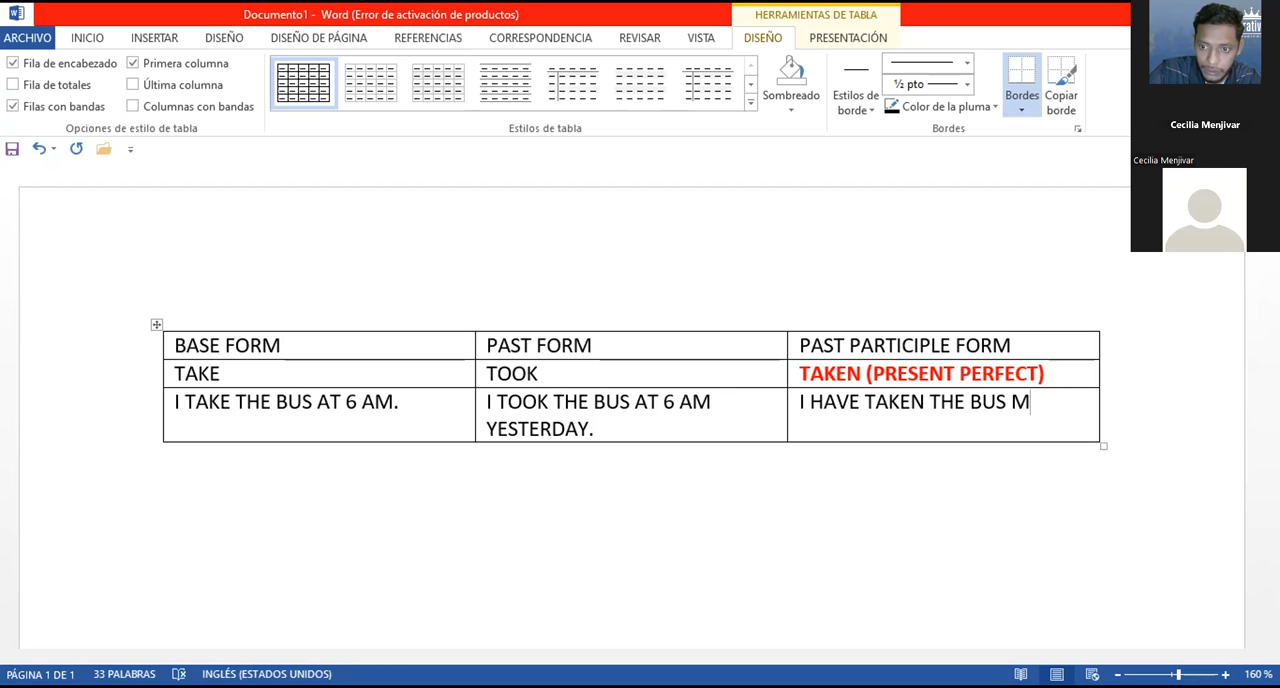 Documento1 - Word (Error de activación de productos)
HERRAMIENTAS DE TABLA
ARCHIVO INICIO INSERTAR DISEÑO DISEÑO DE PÁGINA REFERENCIAS CORRESPONDENCIA REVISAR VISTA DISEÑO PRESENTACIÓN
Fila de encabezado Primera columna
Fila de totales Última columna
Filas con bandas Columnas con bandas
Opciones de estilo de tabla
Estilos de tabla
Sombreado
Estilos de borde
½ pto
Color de la pluma
Bordes
Copiar borde
Bordes
Cecilia Menjivar
Cecilia Menjivar
BASE FORM PAST FORM PAST PARTICIPLE FORM
TAKE TOOK TAKEN (PRESENT PERFECT)
I TAKE THE BUS AT 6 AM. I TOOK THE BUS AT 6 AM I HAVE TAKEN THE BUS M
YESTERDAY.
PÁGINA 1 DE 1 33 PALABRAS INGLÉS (ESTADOS UNIDOS) 160 %